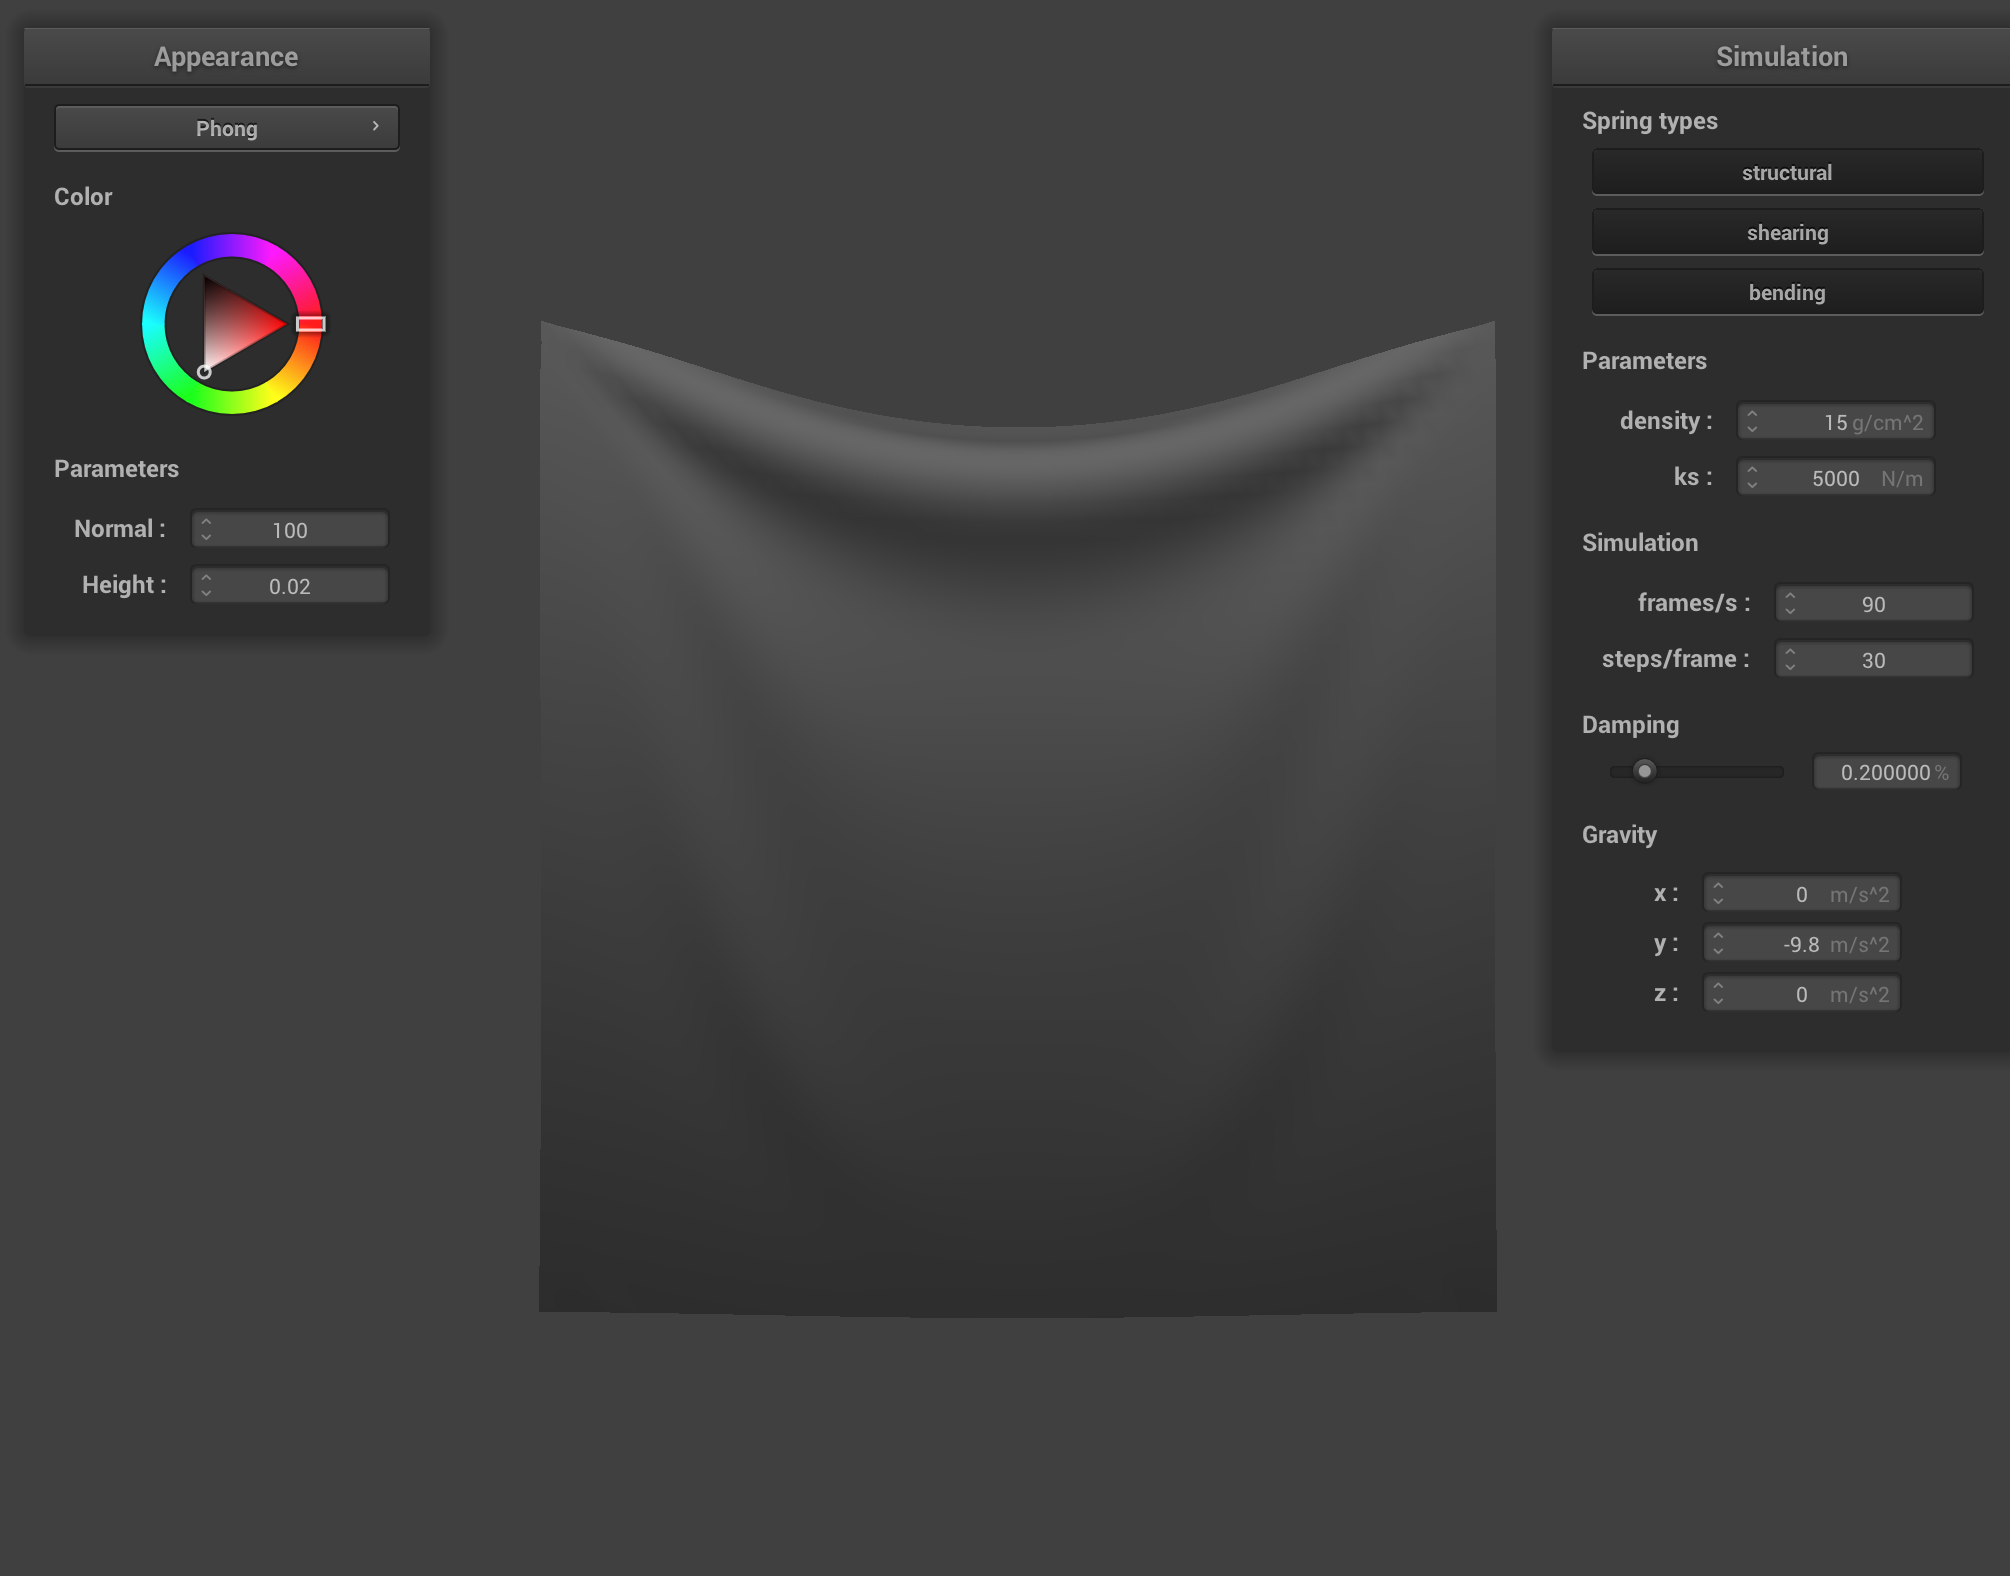 Appearance
Phong
Color
Parameters
Normal : 100
Height : 0.02
Simulation
Spring types
structural
shearing
bending
Parameters
density : 15 g/cm^2
ks : 5000 N/m
Simulation
frames/s : 90
steps/frame : 30
Damping
0.200000 %
Gravity
x : 0 m/s^2
y : -9.8 m/s^2
z : 0 m/s^2